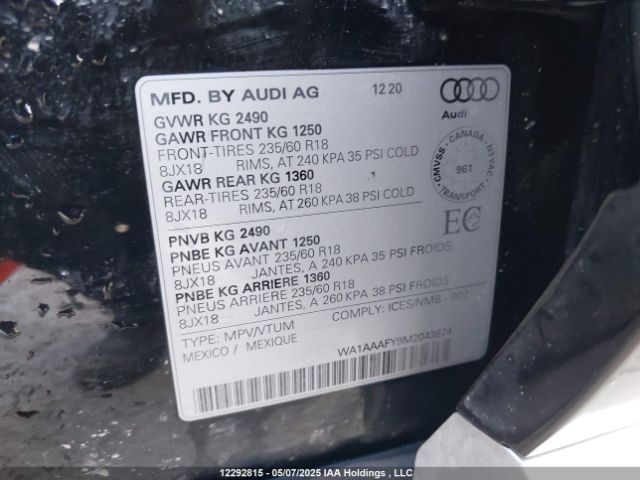 MFD. BY AUDI AG 12 20
Audi
GVWR KG 2490
GAWR FRONT KG 1250
FRONT-TIRES 235/60 R18
8JX18 RIMS, AT 240 KPA 35 PSI COLD
GAWR REAR KG 1360
REAR-TIRES 235/60 R18
8JX18 RIMS, AT 260 KPA 38 PSI COLD
CMVSS - CANADA - NSVAC
961
TRANSPORT
EC
PNVB KG 2490
PNBE KG AVANT 1250
PNEUS AVANT 235/60 R18
8JX18 JANTES, A 240 KPA 35 PSI FROIDS
PNBE KG ARRIERE 1360
PNEUS ARRIERE 235/60 R18
8JX18 JANTES, A 260 KPA 38 PSI FROIDS
TYPE: MPV/VTUM COMPLY: ICES/NMB - 002
MEXICO / MEXIQUE
WA1AAAFY9M2043674
12292815 - 05/07/2025 IAA Holdings , LLC